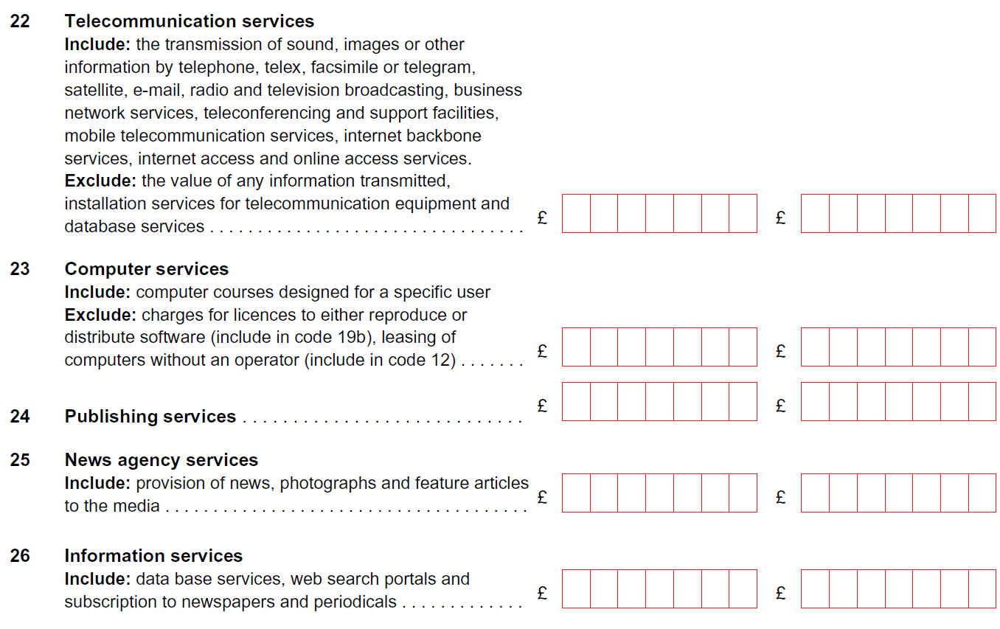 22 Telecommunication services
Include: the transmission of sound, images or other
information by telephone, telex, facsimile or telegram,
satellite, e-mail, radio and television broadcasting, business
network services, teleconferencing and support facilities,
mobile telecommunication services, internet backbone
services, internet access and online access services.
Exclude: the value of any information transmitted,
installation services for telecommunication equipment and
database services . . . . . . . . . . . . . . . . . . . . . . . . . . . . . . . . . £ £
23 Computer services
Include: computer courses designed for a specific user
Exclude: charges for licences to either reproduce or
distribute software (include in code 19b), leasing of
computers without an operator (include in code 12) . . . . . . . £ £
£ £
24 Publishing services . . . . . . . . . . . . . . . . . . . . . . . . . . . .
25 News agency services
Include: provision of news, photographs and feature articles
to the media . . . . . . . . . . . . . . . . . . . . . . . . . . . . . . . . . . . . . . £ £
26 Information services
Include: data base services, web search portals and
subscription to newspapers and periodicals . . . . . . . . . . . . . £ £